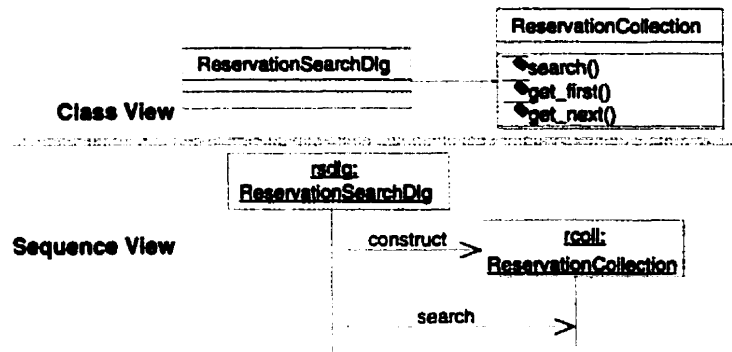 ReservationCollection
ReservationSearchDlg
search()
get_first()
get_next()
Class View
rsdlg:
ReservationSearchDlg
Sequence View
construct
rcoll:
ReservationCollection
search